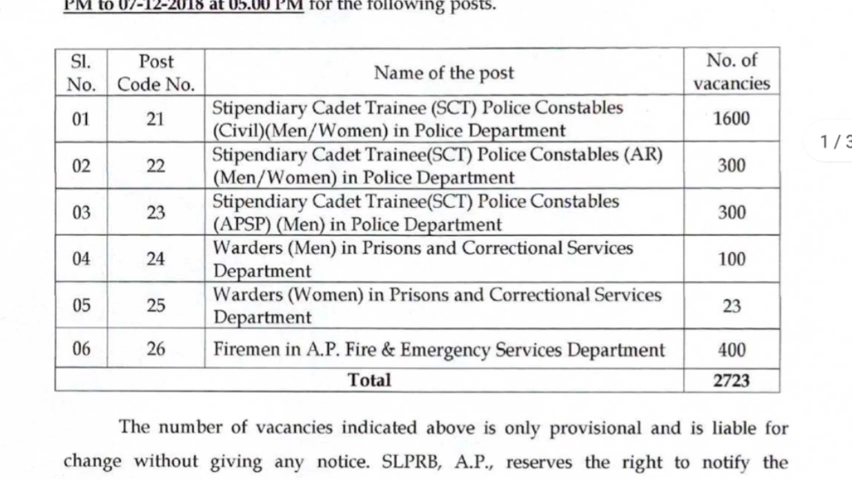 PM to 07-12-2018 at 05.00 PM for the following posts.
Sl. No. Post Code No. Name of the post No. of vacancies
01 21 Stipendiary Cadet Trainee (SCT) Police Constables (Civil)(Men/Women) in Police Department 1600
02 22 Stipendiary Cadet Trainee(SCT) Police Constables (AR) (Men/Women) in Police Department 300
03 23 Stipendiary Cadet Trainee(SCT) Police Constables (APSP) (Men) in Police Department 300
04 24 Warders (Men) in Prisons and Correctional Services Department 100
05 25 Warders (Women) in Prisons and Correctional Services Department 23
06 26 Firemen in A.P. Fire & Emergency Services Department 400
Total 2723
The number of vacancies indicated above is only provisional and is liable for
change without giving any notice. SLPRB, A.P., reserves the right to notify the
1/3